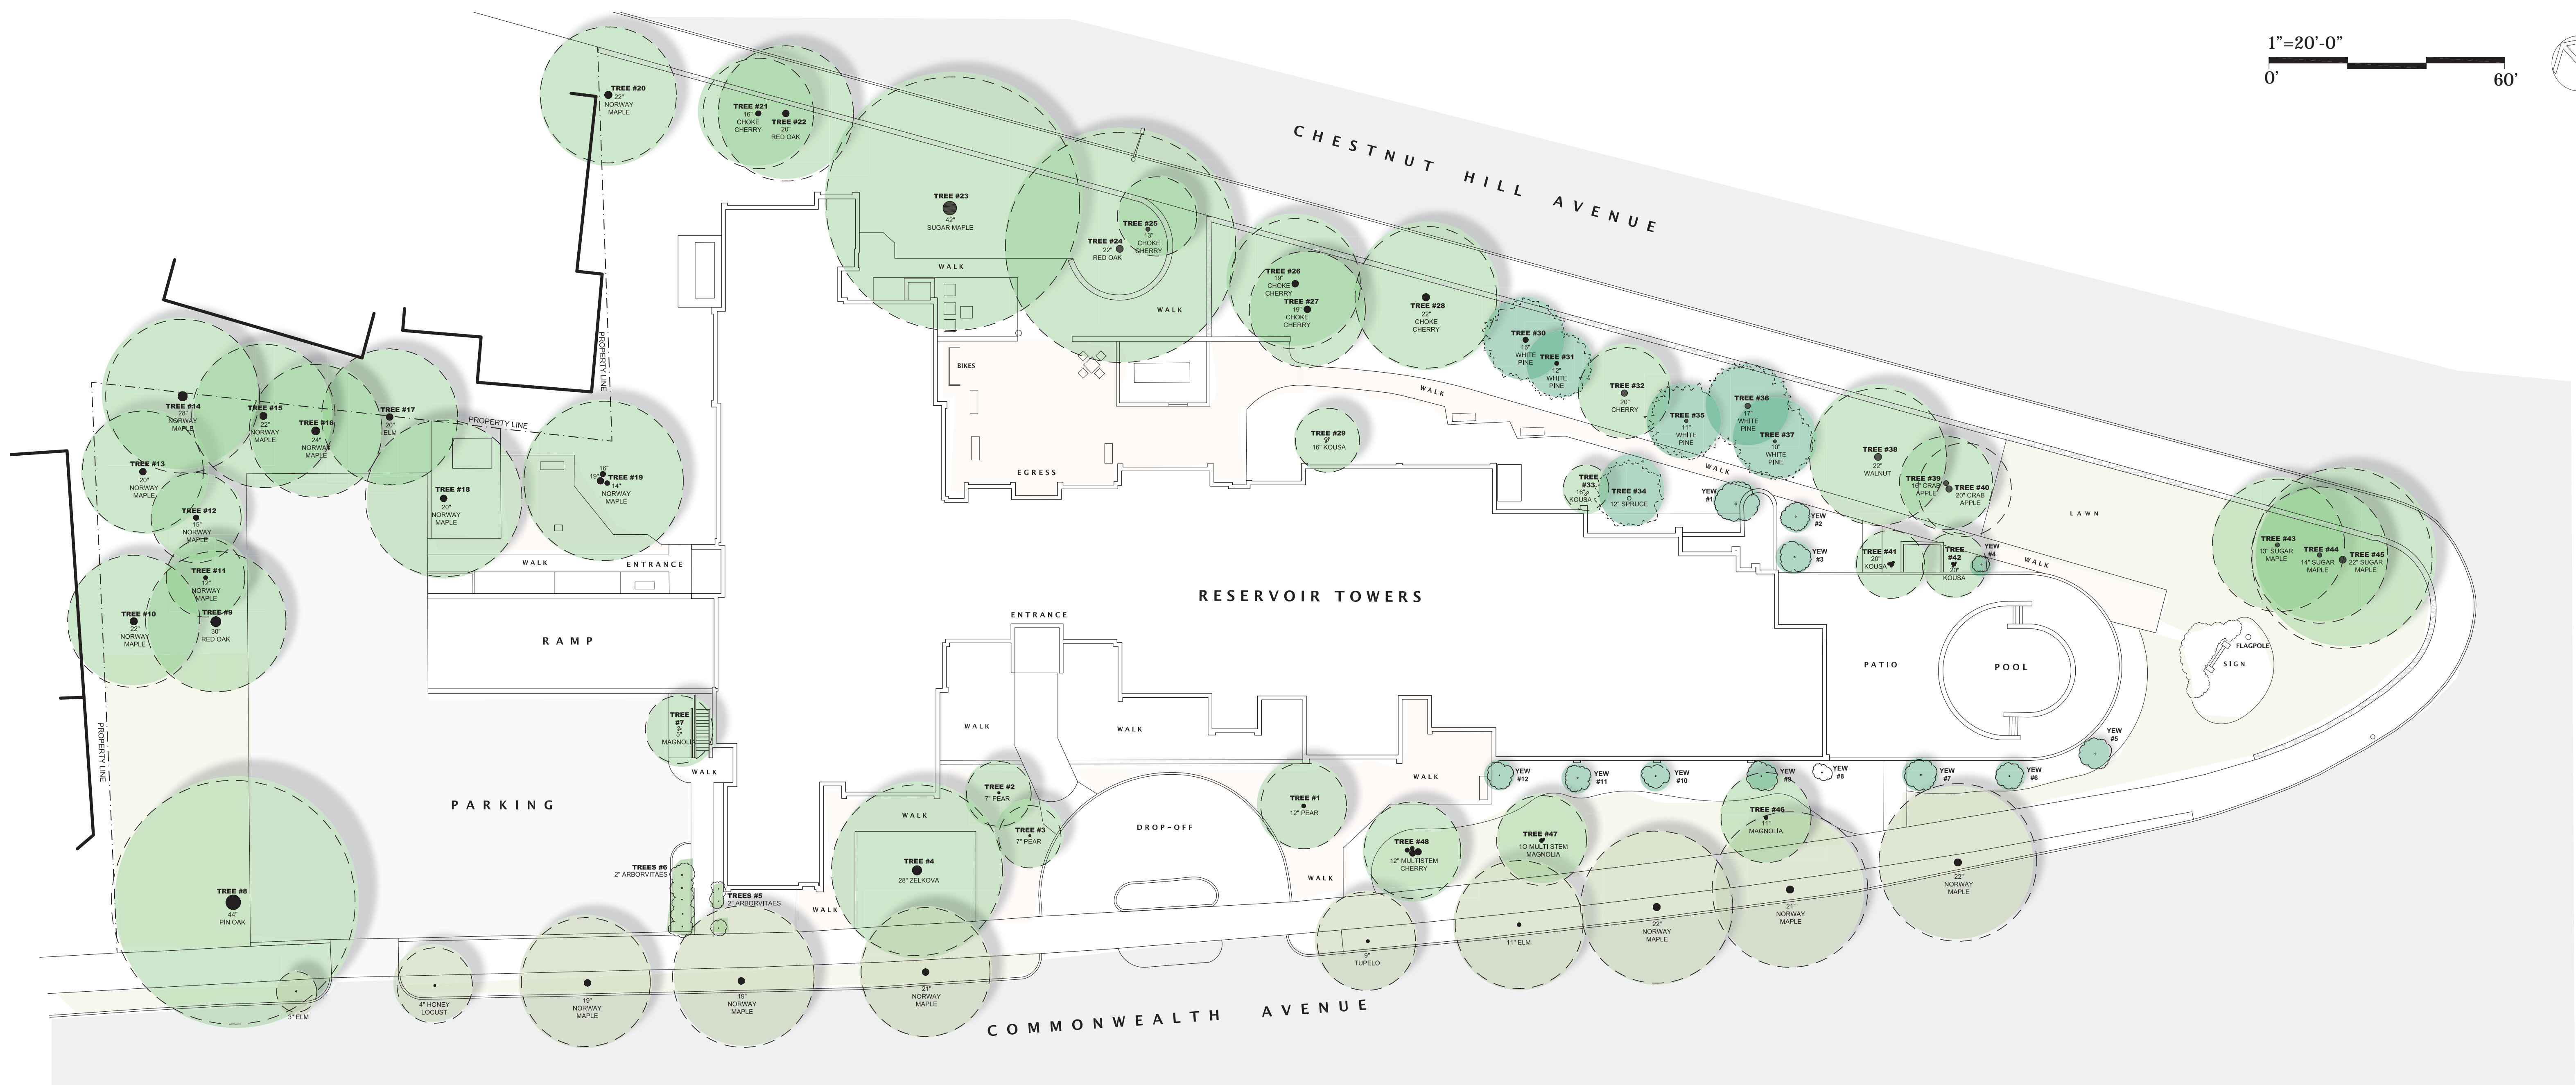 1"=20'-0"
0'
60'
CHESTNUT HILL AVENUE
TREE #20
22"
NORWAY
MAPLE
TREE #21
16"
CHOKE
CHERRY
TREE #22
20"
RED OAK
TREE #23
42"
SUGAR MAPLE
TREE #24
22"
RED OAK
TREE #25
13"
CHOKE
CHERRY
WALK
WALK
TREE #26
19"
CHOKE
CHERRY
TREE #27
19"
CHOKE
CHERRY
TREE #28
22"
CHOKE
CHERRY
TREE #30
16"
WHITE
PINE
TREE #31
12"
WHITE
PINE
TREE #32
20"
CHERRY
TREE #35
11"
WHITE
PINE
TREE #36
17"
WHITE
PINE
TREE #37
10"
WHITE
PINE
TREE #38
22"
WALNUT
TREE #39
16" CRAB
APPLE
TREE #40
20" CRAB
APPLE
LAWN
TREE #43
13" SUGAR
MAPLE
TREE #44
14" SUGAR
MAPLE
TREE #45
22" SUGAR
MAPLE
BIKES
EGRESS
WALK
WALK
WALK
TREE #29
16" KOUSA
TREE
#33
16"
KOUSA
TREE #34
12" SPRUCE
YEW
#1
YEW
#2
YEW
#3
YEW
#4
TREE #41
20"
KOUSA
TREE
#42
20"
KOUSA
PROPERTY LINE
PROPERTY LINE
PROPERTY LINE
TREE #14
28"
NORWAY
MAPLE
TREE #15
22"
NORWAY
MAPLE
TREE #16
24"
NORWAY
MAPLE
TREE #17
20"
ELM
TREE #13
20"
NORWAY
MAPLE
TREE #12
15"
NORWAY
MAPLE
TREE #11
12"
NORWAY
MAPLE
TREE #10
22"
NORWAY
MAPLE
TREE #9
30"
RED OAK
TREE #18
20"
NORWAY
MAPLE
16"
19"
TREE #19
14"
NORWAY
MAPLE
WALK
ENTRANCE
RAMP
RESERVOIR TOWERS
ENTRANCE
PATIO
POOL
FLAGPOLE
SIGN
TREE
#7
5"
MAGNOLIA
WALK
WALK
WALK
WALK
PARKING
TREE #2
7" PEAR
TREE #3
7" PEAR
DROP-OFF
TREE #1
12" PEAR
YEW
#12
YEW
#11
YEW
#10
YEW
#9
YEW
#8
YEW
#7
YEW
#6
YEW
#5
WALK
TREE #4
28" ZELKOVA
TREES #6
2" ARBORVITAES
TREES #5
2" ARBORVITAES
WALK
WALK
TREE #48
12" MULTISTEM
CHERRY
TREE #47
10 MULTI STEM
MAGNOLIA
TREE #46
11"
MAGNOLIA
TREE #8
44"
PIN OAK
3" ELM
4" HONEY
LOCUST
19"
NORWAY
MAPLE
19"
NORWAY
MAPLE
21"
NORWAY
MAPLE
9"
TUPELO
11" ELM
22"
NORWAY
MAPLE
21"
NORWAY
MAPLE
22"
NORWAY
MAPLE
COMMONWEALTH AVENUE